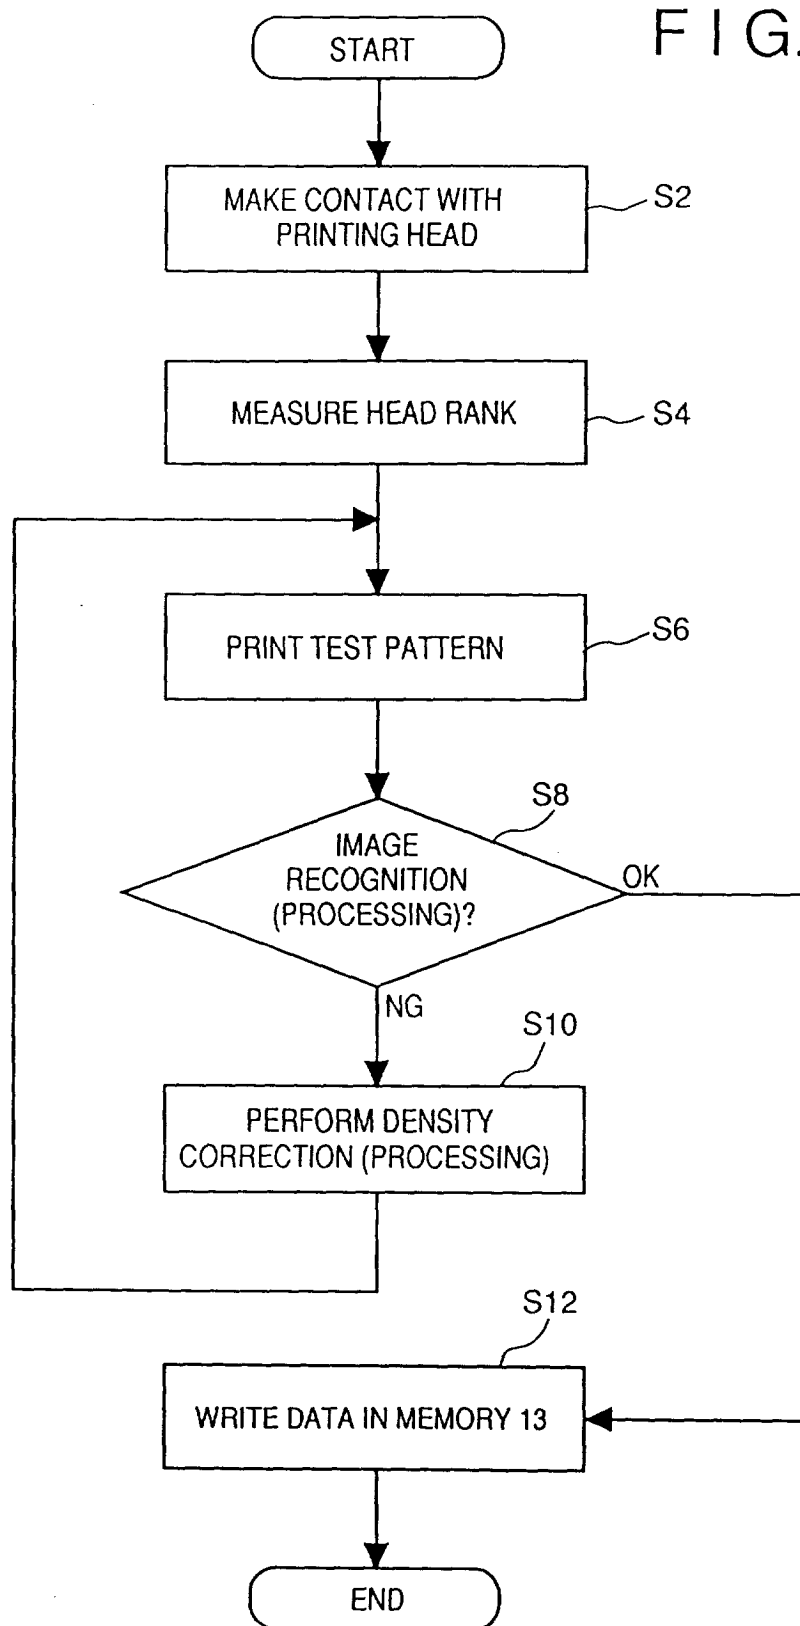 FIG.
START
MAKE CONTACT WITH
PRINTING HEAD
S2
MEASURE HEAD RANK
S4
PRINT TEST PATTERN
S6
S8
IMAGE
RECOGNITION
(PROCESSING)?
OK
NG
S10
PERFORM DENSITY
CORRECTION (PROCESSING)
S12
WRITE DATA IN MEMORY 13
END